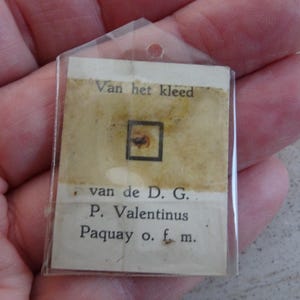 Van het kleed
van de D. G.
P. Valentinus
Paquay o. f. m.